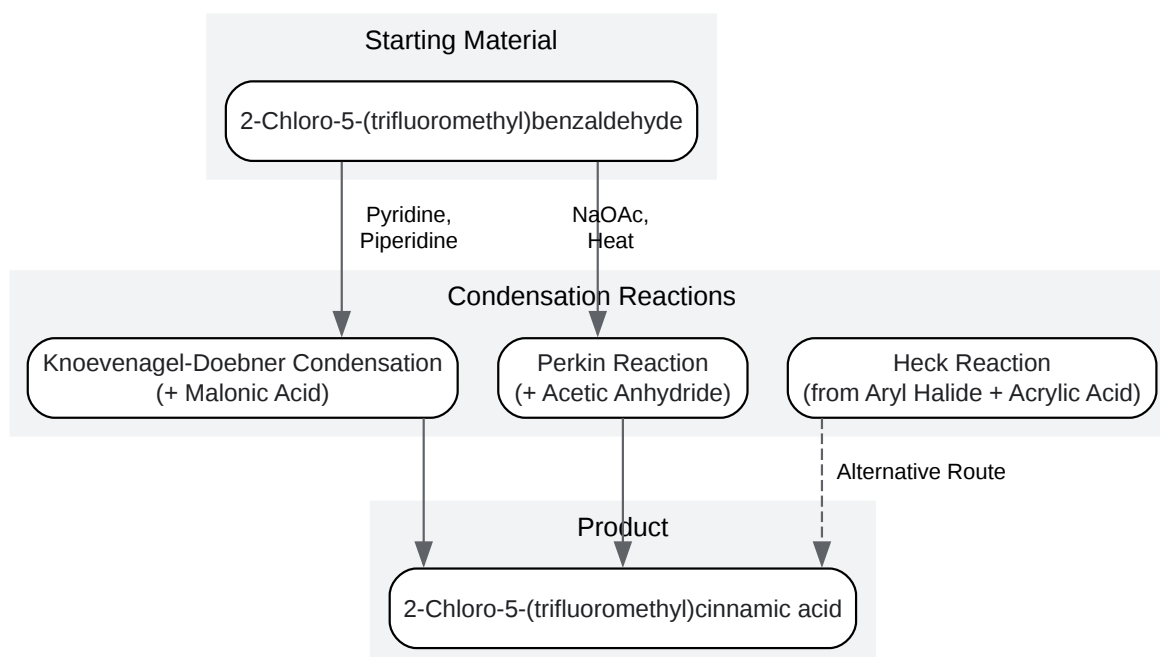 Starting Material
2-Chloro-5-(trifluoromethyl)benzaldehyde
Pyridine,
Piperidine
NaOAc,
Heat
Condensation Reactions
Knoevenagel-Doebner Condensation
(+ Malonic Acid)
Perkin Reaction
(+ Acetic Anhydride)
Heck Reaction
(from Aryl Halide + Acrylic Acid)
Alternative Route
Product
2-Chloro-5-(trifluoromethyl)cinnamic acid